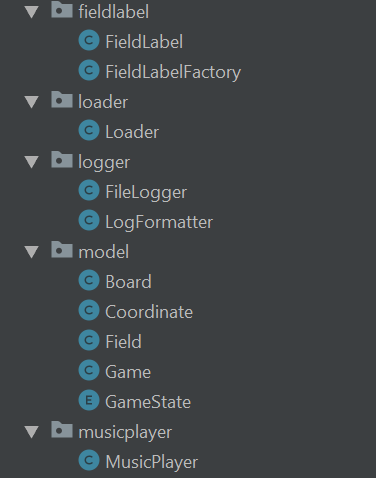 fieldlabel
C FieldLabel
C FieldLabelFactory
loader
C Loader
logger
C FileLogger
C LogFormatter
model
C Board
C Coordinate
C Field
C Game
E GameState
musicplayer
C MusicPlayer